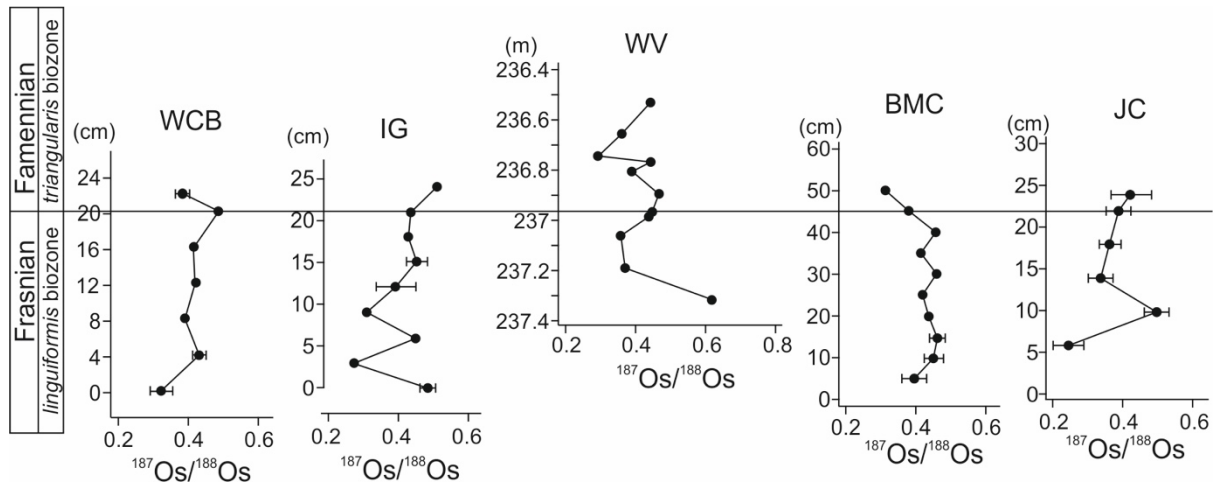 Famennian
triangularis biozone
Frasnian
linguiformis biozone
WCB
(cm)
22
20
16
12
8
4
0
0.2 0.4 0.6
187Os/188Os
IG
(cm)
25
20
15
10
5
0
0.2 0.4 0.6
187Os/188Os
WV
(m)
236.4
236.6
236.8
237
237.2
237.4
0.2 0.4 0.6 0.8
187Os/188Os
BMC
(cm)
60
50
40
30
20
10
0
0.2 0.4 0.6
187Os/188Os
JC
(cm)
30
25
20
15
10
5
0
0.2 0.4 0.6
187Os/188Os